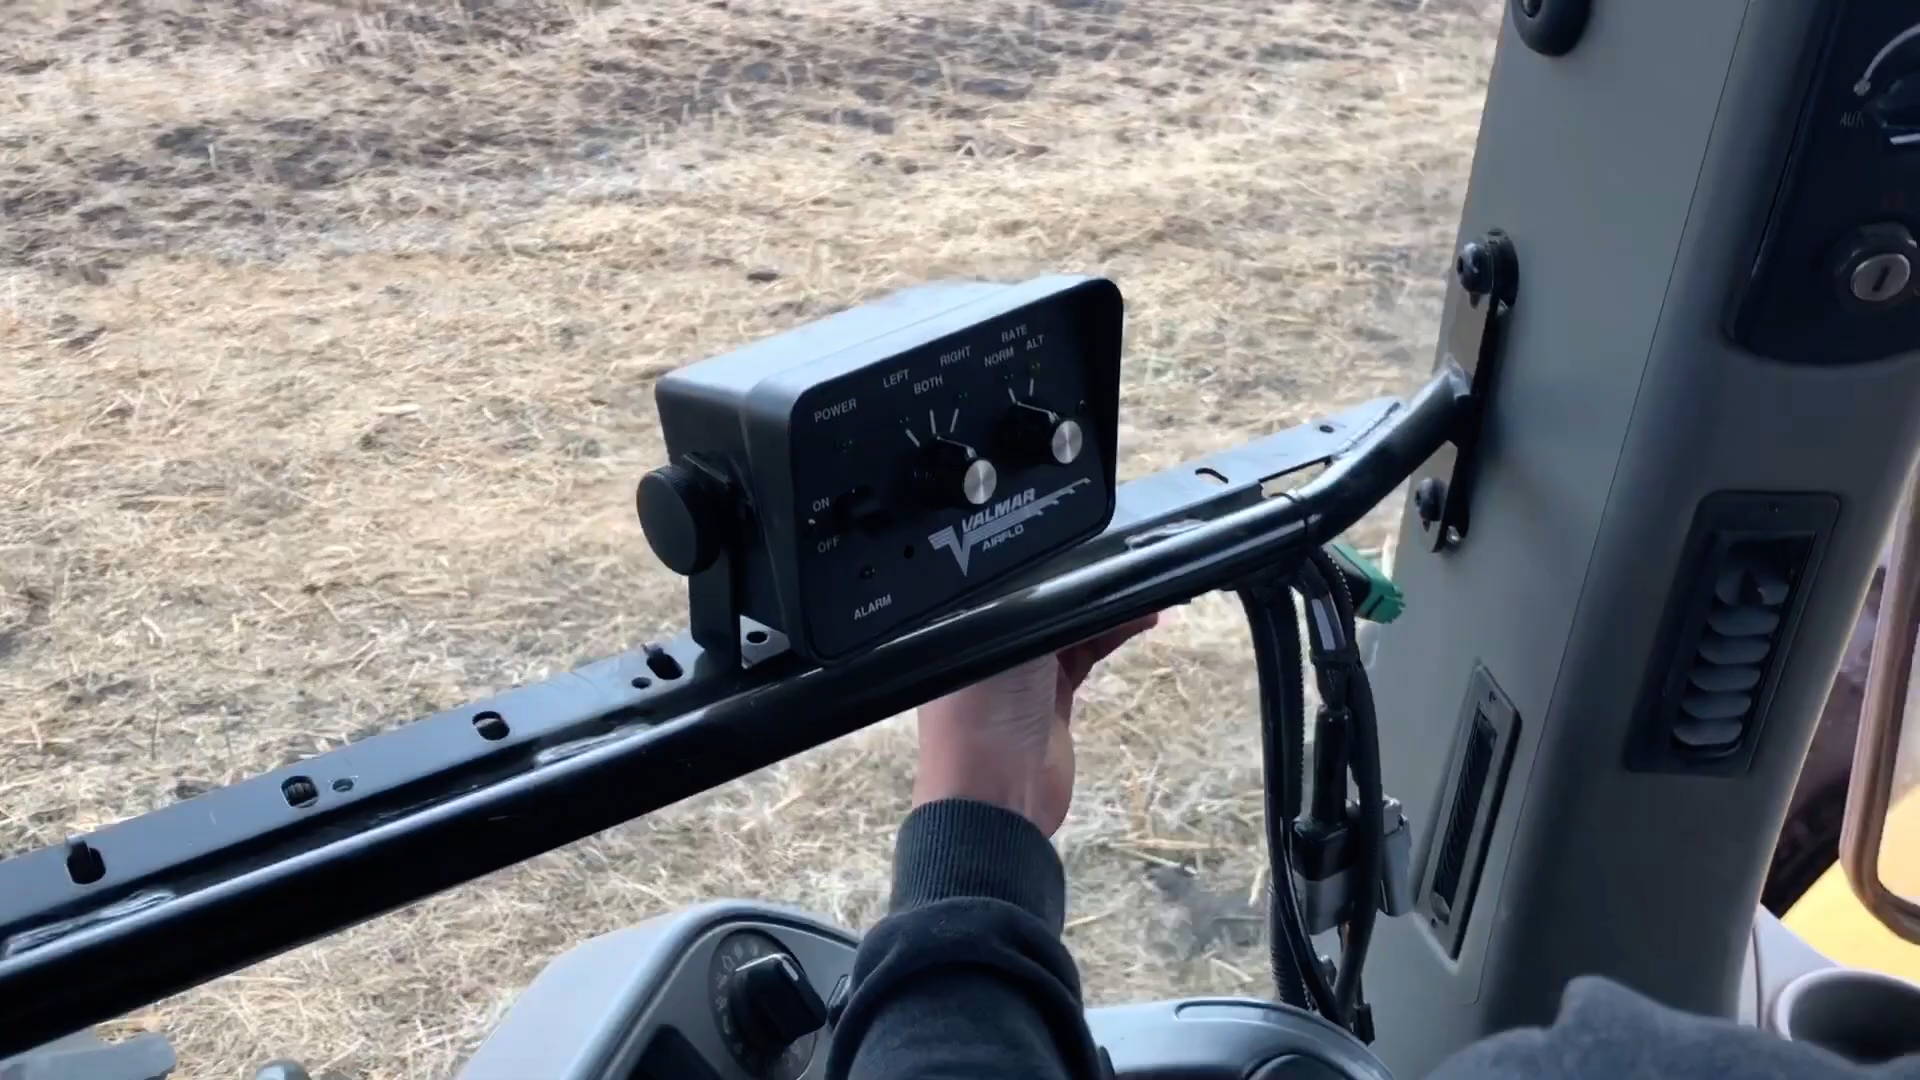 POWER
LEFT
BOTH
RIGHT
RATE
NORM ALT
ON
OFF
VALMAR
AIRFLO
ALARM